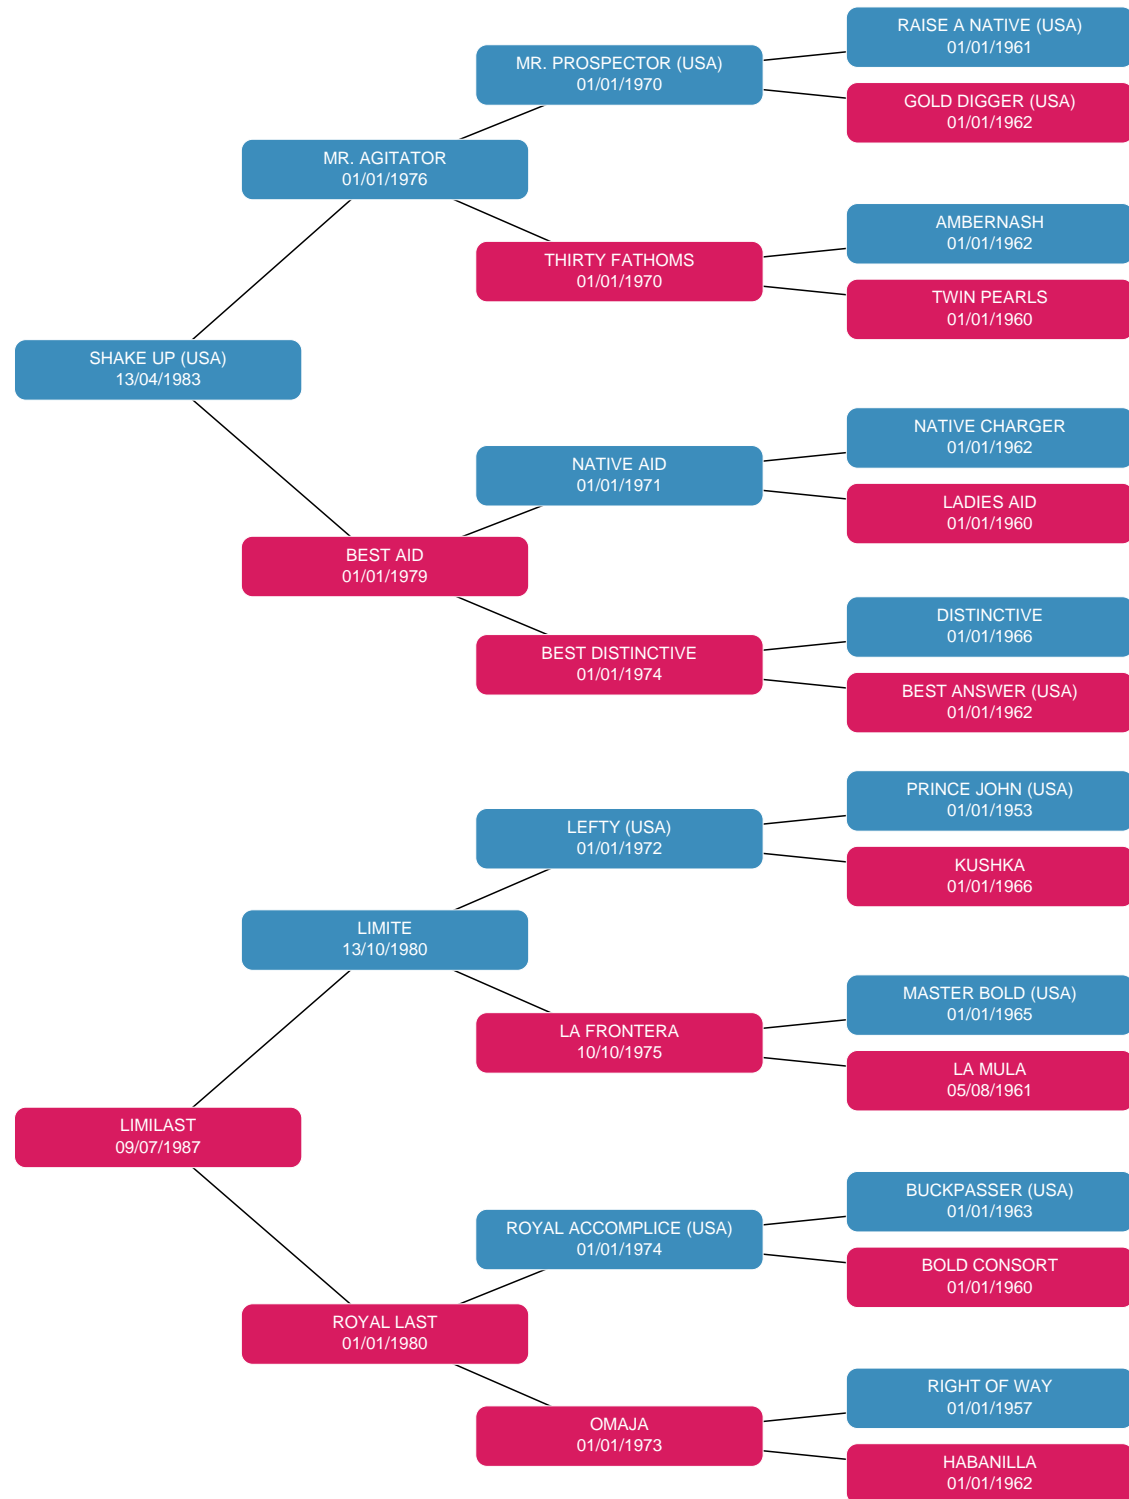 RAISE A NATIVE (USA)
01/01/1961
MR. PROSPECTOR (USA)
01/01/1970
GOLD DIGGER (USA)
01/01/1962
MR. AGITATOR
01/01/1976
AMBERNASH
01/01/1962
THIRTY FATHOMS
01/01/1970
TWIN PEARLS
01/01/1960
SHAKE UP (USA)
13/04/1983
NATIVE CHARGER
01/01/1962
NATIVE AID
01/01/1971
LADIES AID
01/01/1960
BEST AID
01/01/1979
DISTINCTIVE
01/01/1966
BEST DISTINCTIVE
01/01/1974
BEST ANSWER (USA)
01/01/1962
PRINCE JOHN (USA)
01/01/1953
LEFTY (USA)
01/01/1972
KUSHKA
01/01/1966
LIMITE
13/10/1980
MASTER BOLD (USA)
01/01/1965
LA FRONTERA
10/10/1975
LA MULA
05/08/1961
LIMILAST
09/07/1987
BUCKPASSER (USA)
01/01/1963
ROYAL ACCOMPLICE (USA)
01/01/1974
BOLD CONSORT
01/01/1960
ROYAL LAST
01/01/1980
RIGHT OF WAY
01/01/1957
OMAJA
01/01/1973
HABANILLA
01/01/1962